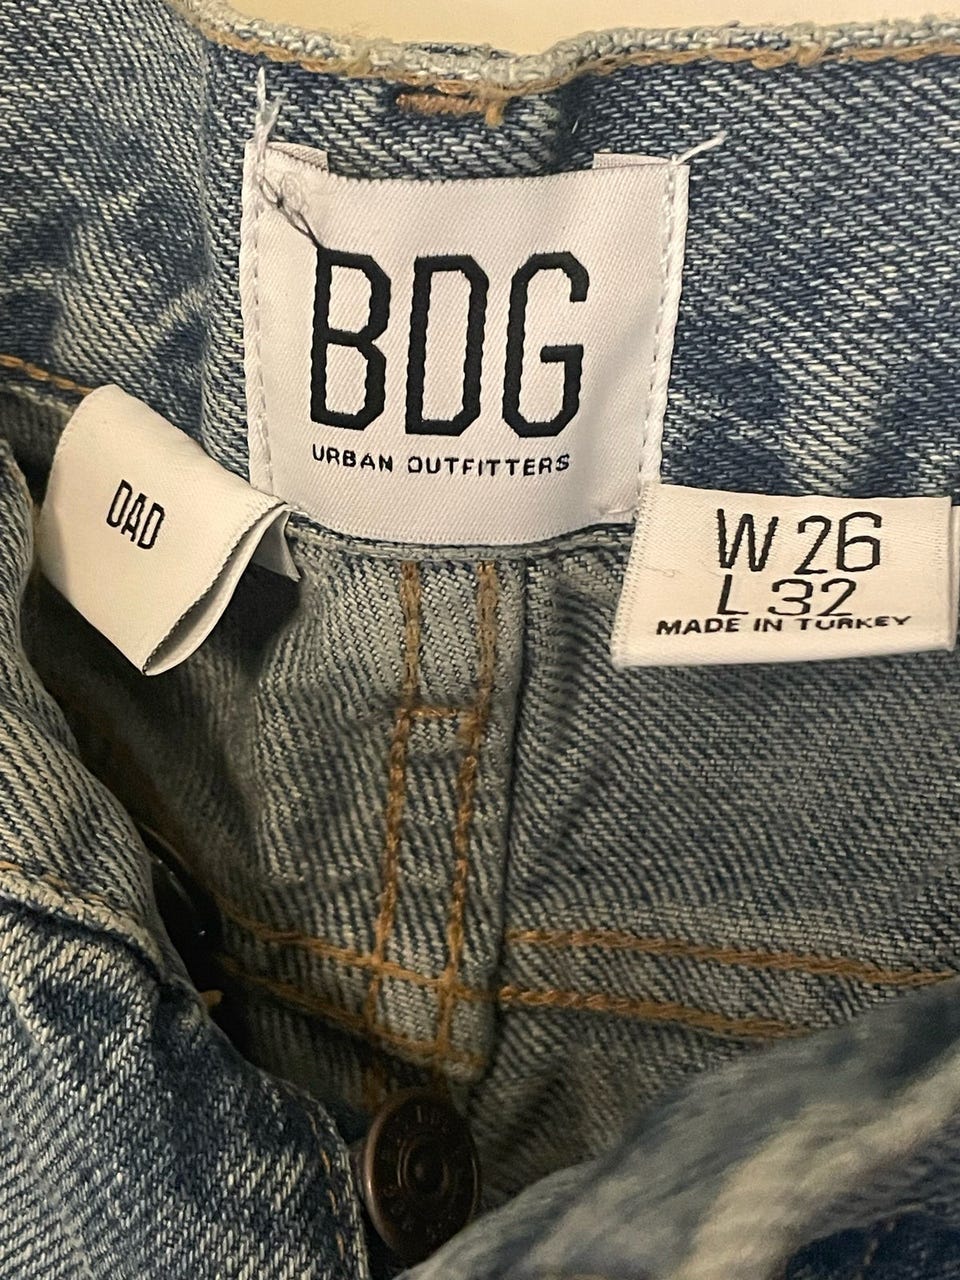 BDG
URBAN OUTFITTERS
DAD
W 26
L 32
MADE IN TURKEY